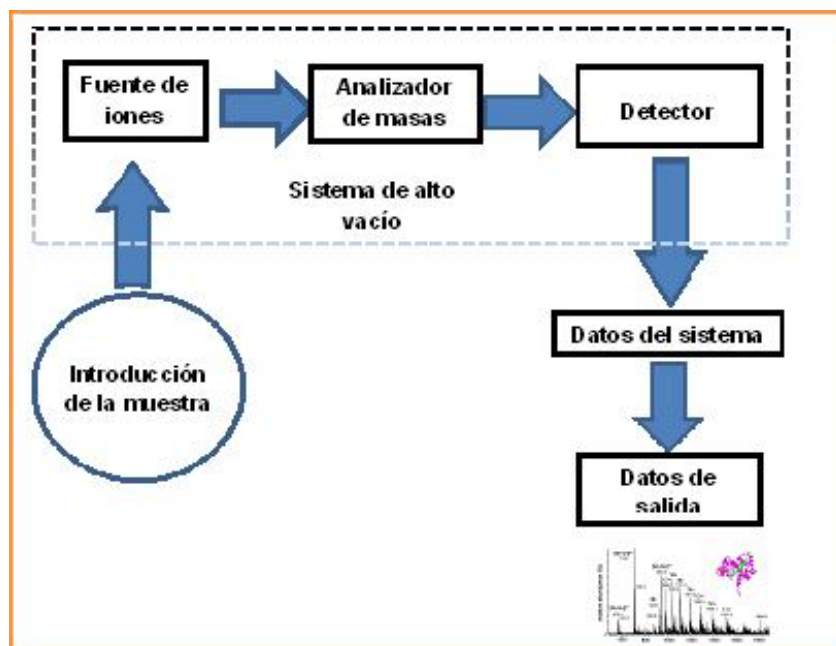 Fuente de
iones
Analizador
de masas
Detector
Sistema de alto
vacío
Introducción
de la muestra
Datos del sistema
Datos de
salida